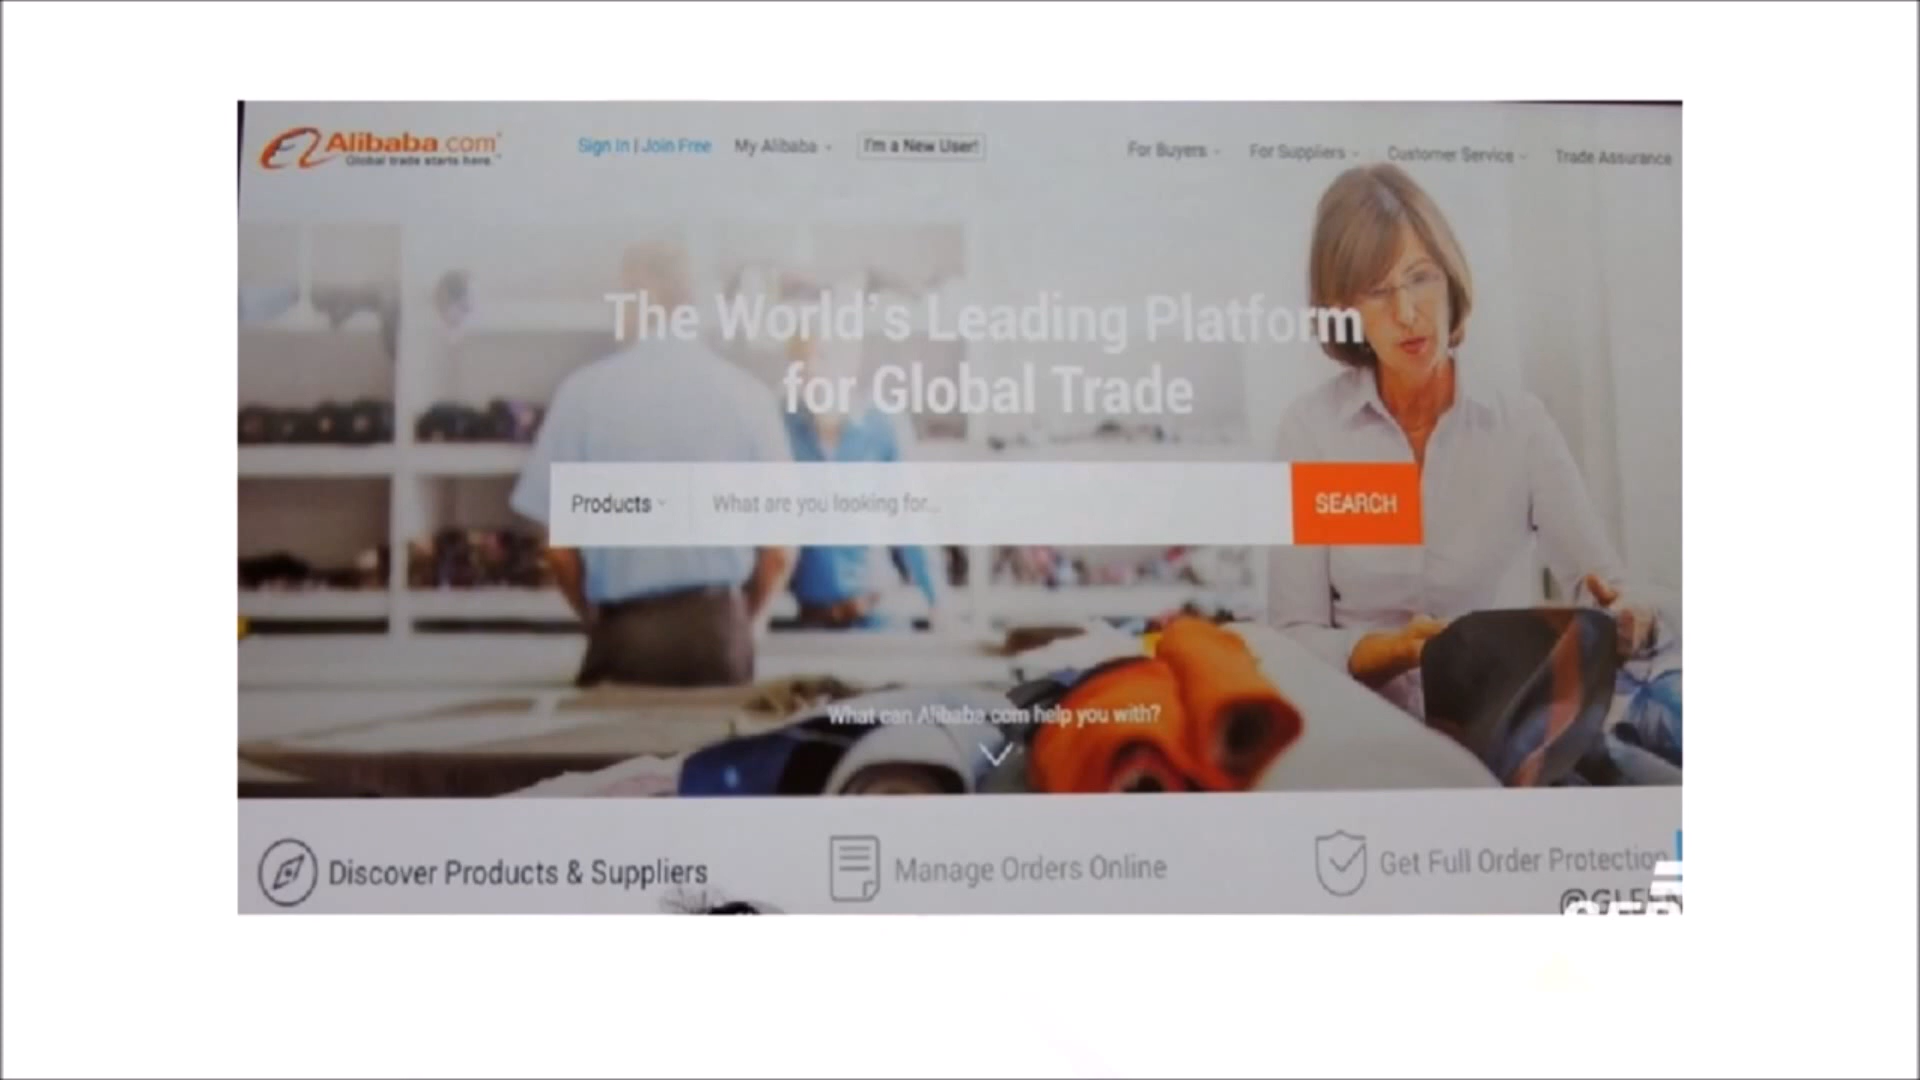 Alibaba.com
Global trade starts here.
Sign In | Join Free
My Alibaba
I'm a New User!
For Buyers
For Suppliers
Customer Service
Trade Assurance
The World's Leading Platform
for Global Trade
Products
What are you looking for...
SEARCH
What can Alibaba.com help you with?
Discover Products & Suppliers
Manage Orders Online
Get Full Order Protection